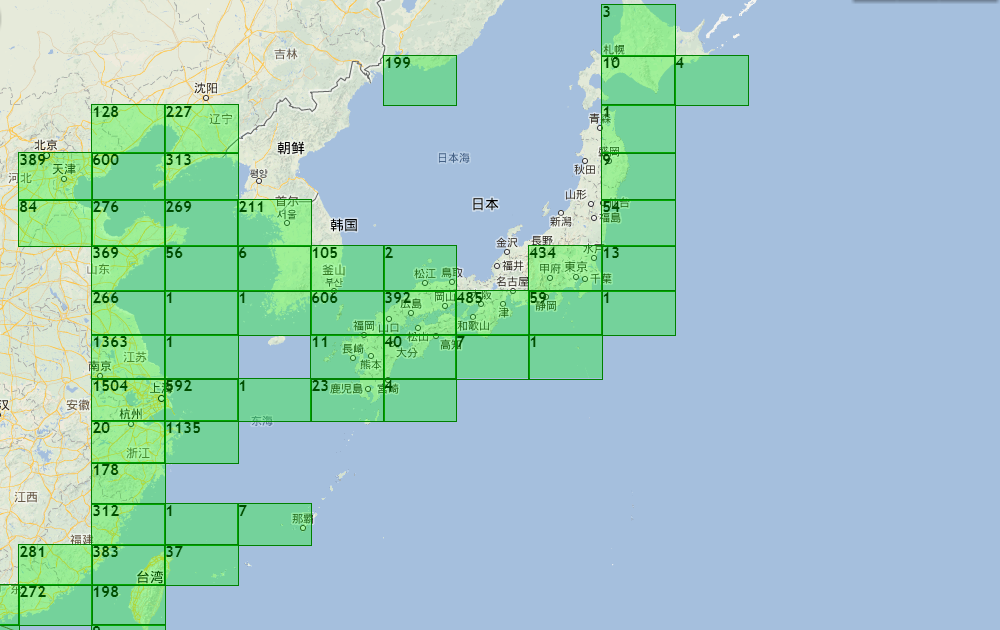 3
吉林
札幌
199
10
4
沈阳
128
227
辽宁
1
青森
北京
朝鲜
389
600
313
日本海
9
盛岡
天津
河北
평양
秋田
山形
84
276
269
211
首尔
서울
日本
54
仙台
韩国
新潟
福島
369
56
6
105
2
金沢
長野
434
水戸
13
山东
釜山
부산
松江
鳥取
福井
甲府
東京
千葉
名古屋
266
1
1
606
392
岡山
485
大阪
59
1
広島
津
静岡
福岡
山口
和歌山
1363
1
11
松山
40
高知
7
1
江苏
長崎
大分
南京
熊本
1504
上海
592
1
23
鹿児島
4
宮崎
汉
安徽
杭州
20
1135
东海
浙江
178
江西
312
1
7
那覇
福建
281
383
37
台湾
272
198